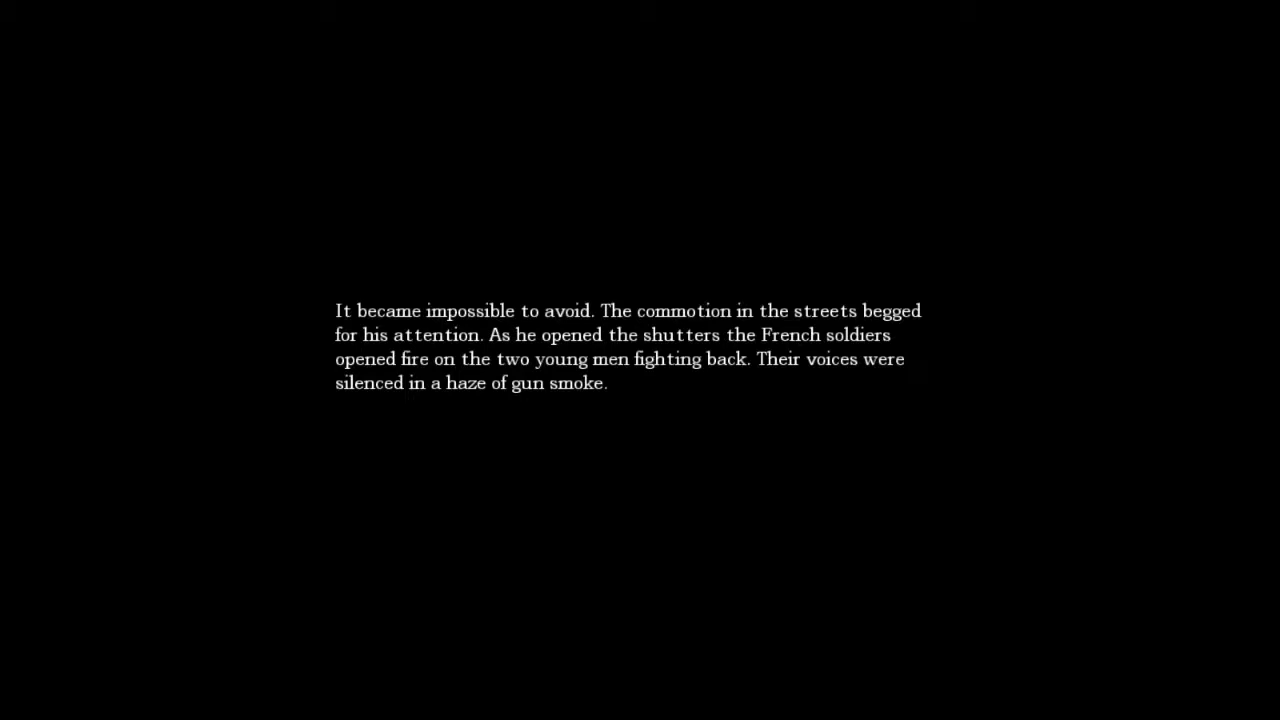 It became impossible to avoid. The commotion in the streets begged
for his attention. As he opened the shutters the French soldiers
opened fire on the two young men fighting back. Their voices were
silenced in a haze of gun smoke.